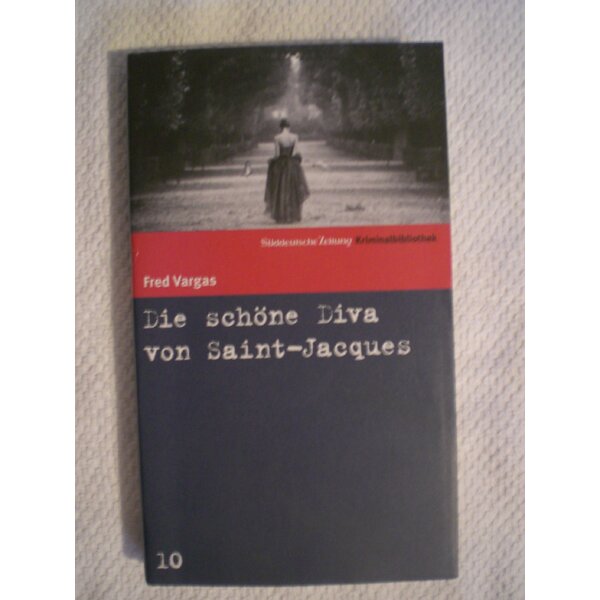 Süddeutsche Zeitung Kriminalbibliothek
Fred Vargas
Die schöne Diva
von Saint-Jacques
10